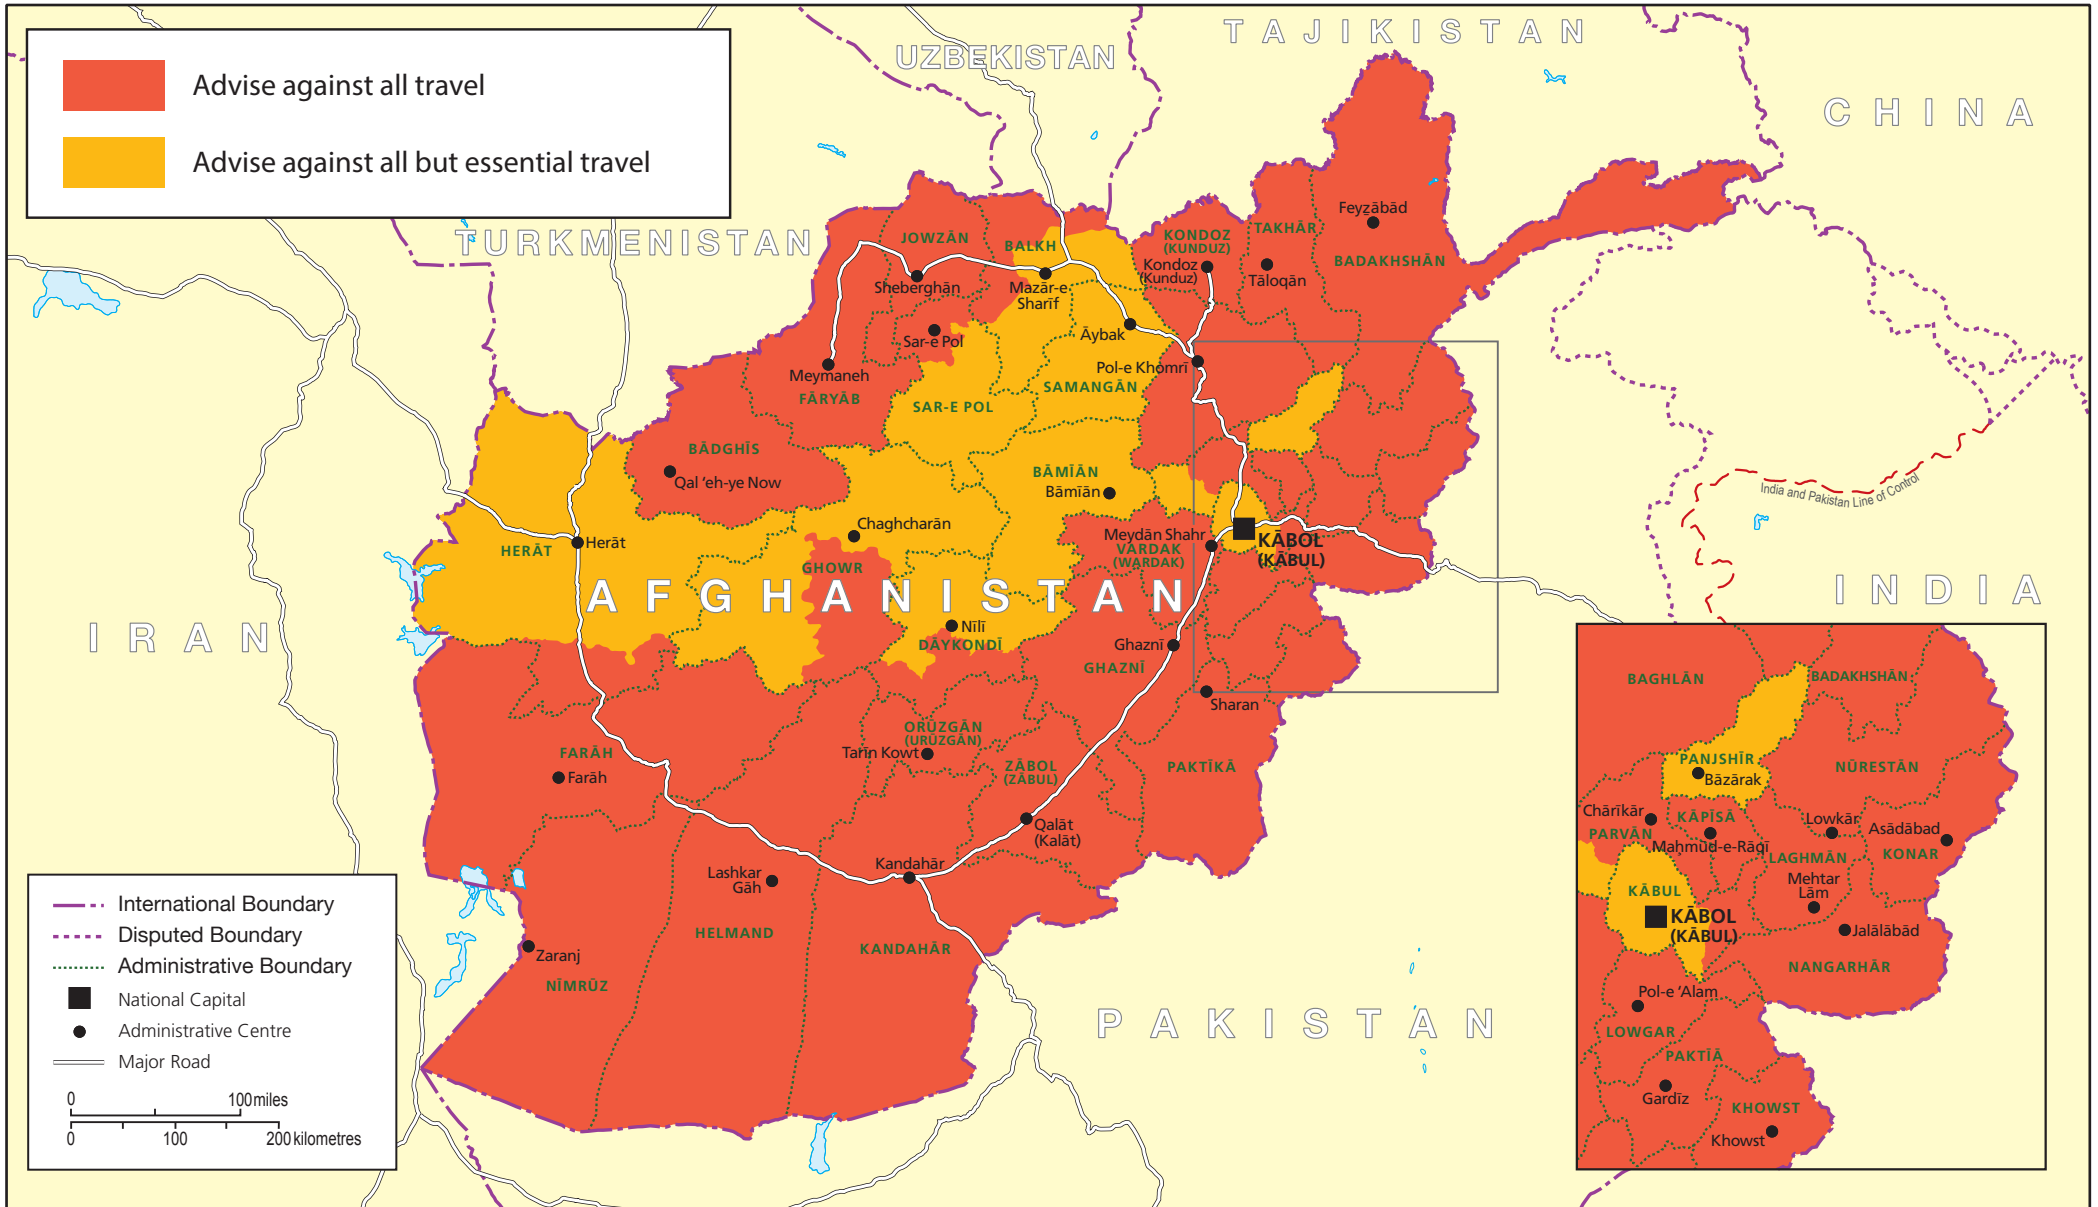 Advise against all travel
Advise against all but essential travel
UZBEKISTAN
TAJIKISTAN
CHINA
TURKMENISTAN
IRAN
AFGHANISTAN
PAKISTAN
INDIA
India and Pakistan Line of Control
JOWZĀN
BALKH
KONDOZ
(KUNDUZ)
TAKHĀR
Feyẕābād
BADAKHSHĀN
Kondoz
(Kunduz)
Tāloqān
Sheberghān
Mazār-e
Sharīf
Sar-e Pol
Āybak
Pol-e Khomrī
Meymaneh
FĀRYĀB
SAR-E POL
SAMANGĀN
BĀDGHĪS
Qal ‘eh-ye Now
BĀMĪĀN
Bāmīān
Chaghcharān
HERĀT
Herāt
GHOWR
Meydān Shahr
VARDAK
(WARDAK)
KĀBOL
(KĀBUL)
Nīlī
DĀYKONDĪ
Ghaznī
GHAZNĪ
Sharan
ORŪZGĀN
(URŪZGĀN)
Tarīn Kowt
FARĀH
Farāh
ZĀBOL
(ZĀBUL)
PAKTĪKĀ
Qalāt
(Kalāt)
Lashkar
Gāh
Kandahār
HELMAND
KANDAHĀR
Zaranj
NĪMRŪZ
International Boundary
Disputed Boundary
Administrative Boundary
National Capital
Administrative Centre
Major Road
0 100 miles
0 100 200 kilometres
BAGHLĀN
BADAKHSHĀN
PANJSHĪR
Bāzārak
NŪRESTĀN
Chārīkār
KĀPĪSĀ
Lowkār
Asādābad
PARVĀN
Maḥmūd-e-Rāqī
LAGHMĀN
KONAR
Mehtar
Lām
KĀBUL
KĀBOL
(KĀBUL)
Jalālābād
NANGARHĀR
Pol-e ‘Alam
LOWGAR
PAKTĪĀ
Gardīz
KHOWST
Khowst